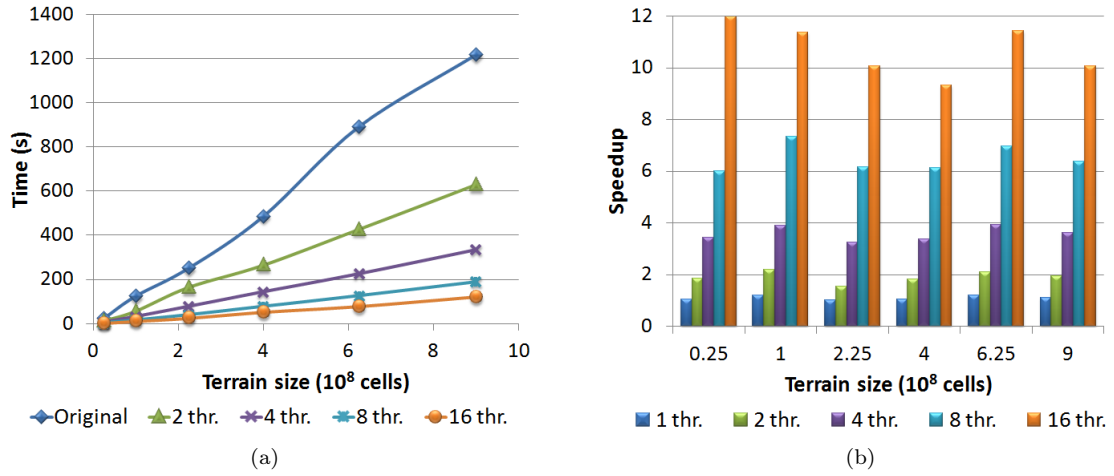 1400
1200
1000
800
600
400
200
0
Time (s)
0 2 4 6 8 10
Terrain size (10⁸ cells)
Original 2 thr. 4 thr. 8 thr. 16 thr.
(a)
12
10
8
6
4
2
0
Speedup
0.25 1 2.25 4 6.25 9
Terrain size (10⁸ cells)
1 thr. 2 thr. 4 thr. 8 thr. 16 thr.
(b)